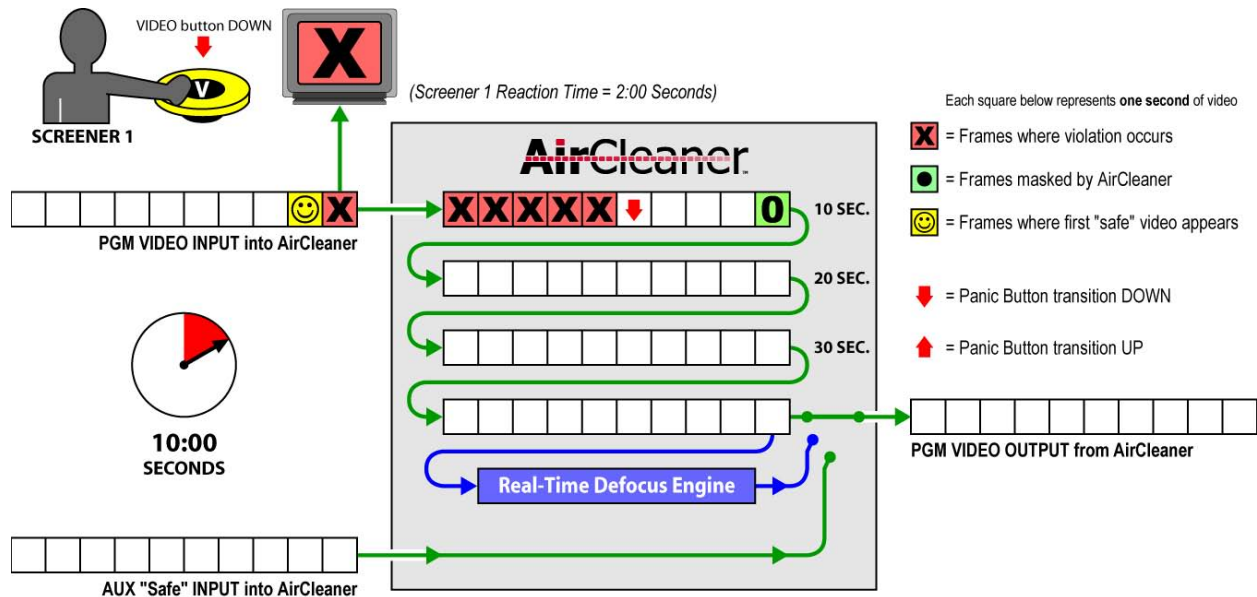 VIDEO button DOWN
V
SCREENER 1
X
(Screener 1 Reaction Time = 2:00 Seconds)
Each square below represents one second of video
X = Frames where violation occurs
= Frames masked by AirCleaner
= Frames where first "safe" video appears
= Panic Button transition DOWN
= Panic Button transition UP
AirCleaner
SM
X
PGM VIDEO INPUT into AirCleaner
X X X X X 0 10 SEC.
20 SEC.
30 SEC.
10:00
SECONDS
PGM VIDEO OUTPUT from AirCleaner
Real-Time Defocus Engine
AUX "Safe" INPUT into AirCleaner